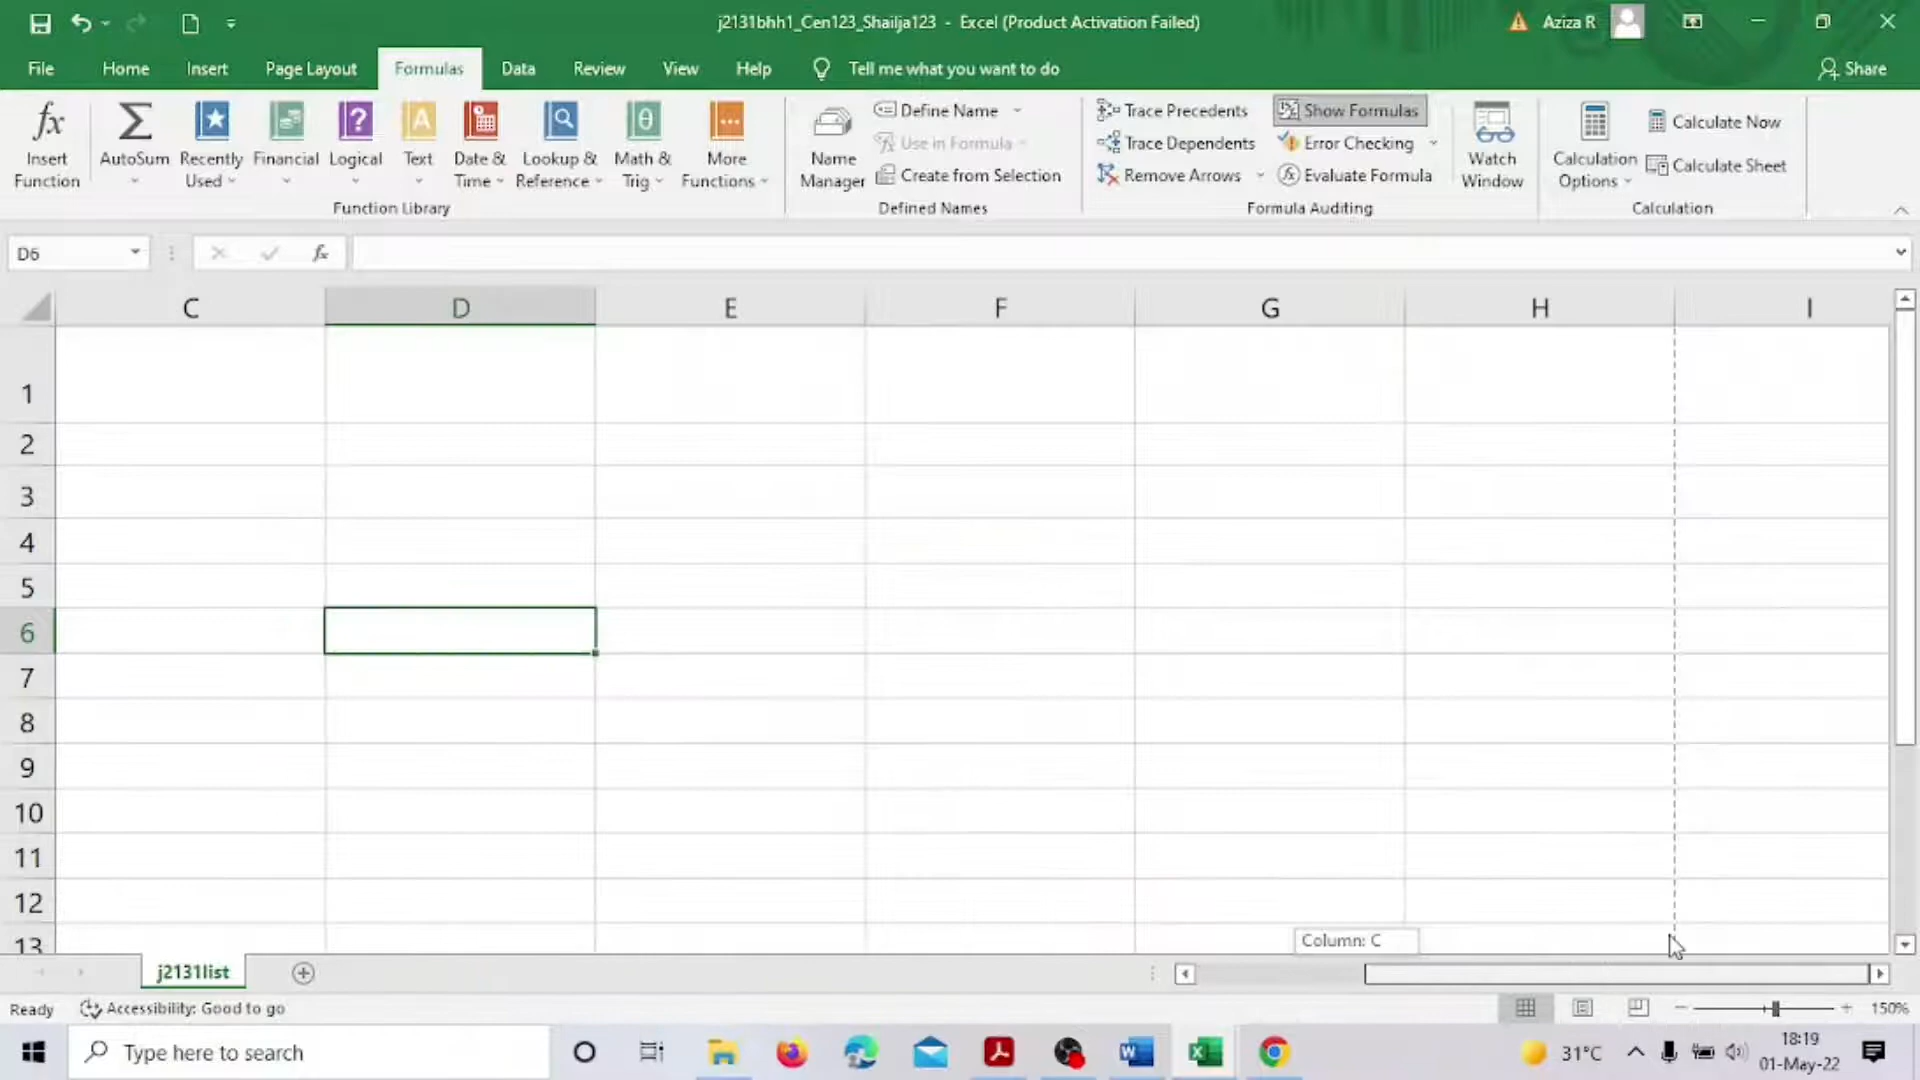 j2131bhh1_Cen123_Shailja123 - Excel (Product Activation Failed)
Aziza R
File Home Insert Page Layout Formulas Data Review View Help Tell me what you want to do
Share
Insert Function
AutoSum
Recently Used
Financial
Logical
Text
Date & Time
Lookup & Reference
Math & Trig
More Functions
Function Library
Name Manager
Define Name
Use in Formula
Create from Selection
Defined Names
Trace Precedents
Trace Dependents
Remove Arrows
Show Formulas
Error Checking
Evaluate Formula
Formula Auditing
Watch Window
Calculation Options
Calculate Now
Calculate Sheet
Calculation
D6
fx
C D E F G H I
1
2
3
4
5
6
7
8
9
10
11
12
13
Column: C
j2131list
Ready
Accessibility: Good to go
150%
Type here to search
31°C
18:19
01-May-22